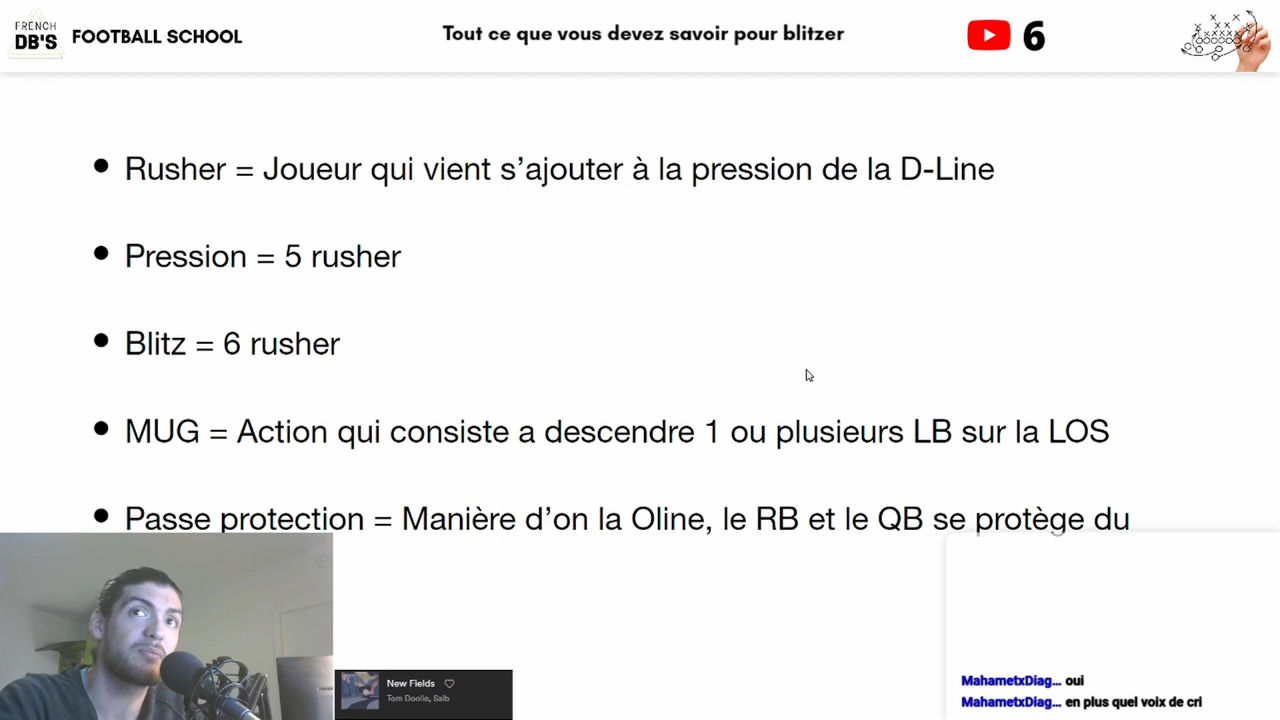 FRENCH
DB'S
FOOTBALL SCHOOL
Tout ce que vous devez savoir pour blitzer
6
• Rusher = Joueur qui vient s’ajouter à la pression de la D-Line
• Pression = 5 rusher
• Blitz = 6 rusher
• MUG = Action qui consiste a descendre 1 ou plusieurs LB sur la LOS
• Passe protection = Manière d’on la Oline, le RB et le QB se protège du
New Fields
Tom Doolie, Salb
MahametxDiag... oui
MahametxDiag... en plus quel voix de cri